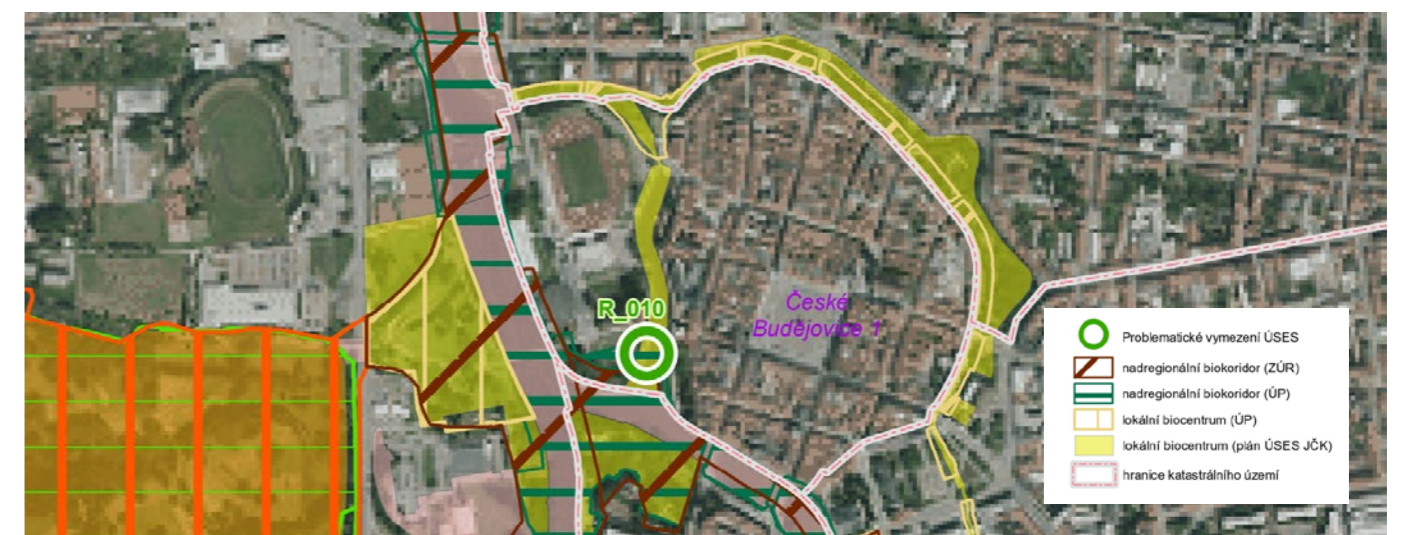 R_010
České
Budějovice 1
Problematické vymezení ÚSES
nadregionální biokoridor (ZÚR)
nadregionální biokoridor (ÚP)
lokální biocentrum (ÚP)
lokální biocentrum (plán ÚSES JČK)
hranice katastrálního území